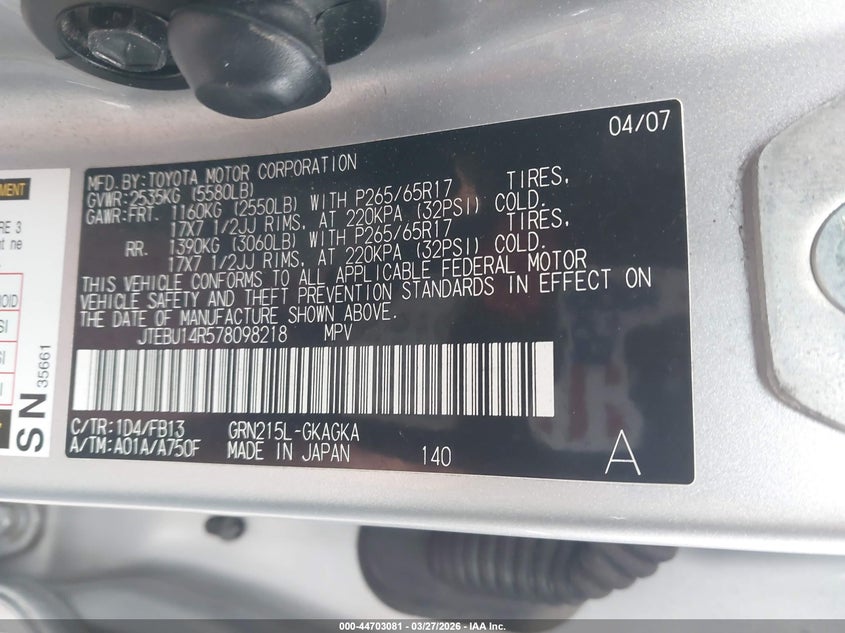 04/07
MFD.BY:TOYOTA MOTOR CORPORATION
GVWR:2535KG (5580LB)
GAWR:FRT. 1160KG (2550LB) WITH P265/65R17 TIRES,
17X7 1/2JJ RIMS, AT 220KPA (32PSI) COLD.
RR. 1390KG (3060LB) WITH P265/65R17 TIRES,
17X7 1/2JJ RIMS, AT 220KPA (32PSI) COLD.
THIS VEHICLE CONFORMS TO ALL APPLICABLE FEDERAL MOTOR
VEHICLE SAFETY AND THEFT PREVENTION STANDARDS IN EFFECT ON
THE DATE OF MANUFACTURE SHOWN ABOVE.
JTEBU14R578098218 MPV
C/TR:1D4/FB13 GRN215L-GKAGKA
A/TM:A01A/A750F MADE IN JAPAN 140 A
SN 35661
000-44703081 - 03/27/2026 - IAA Inc.